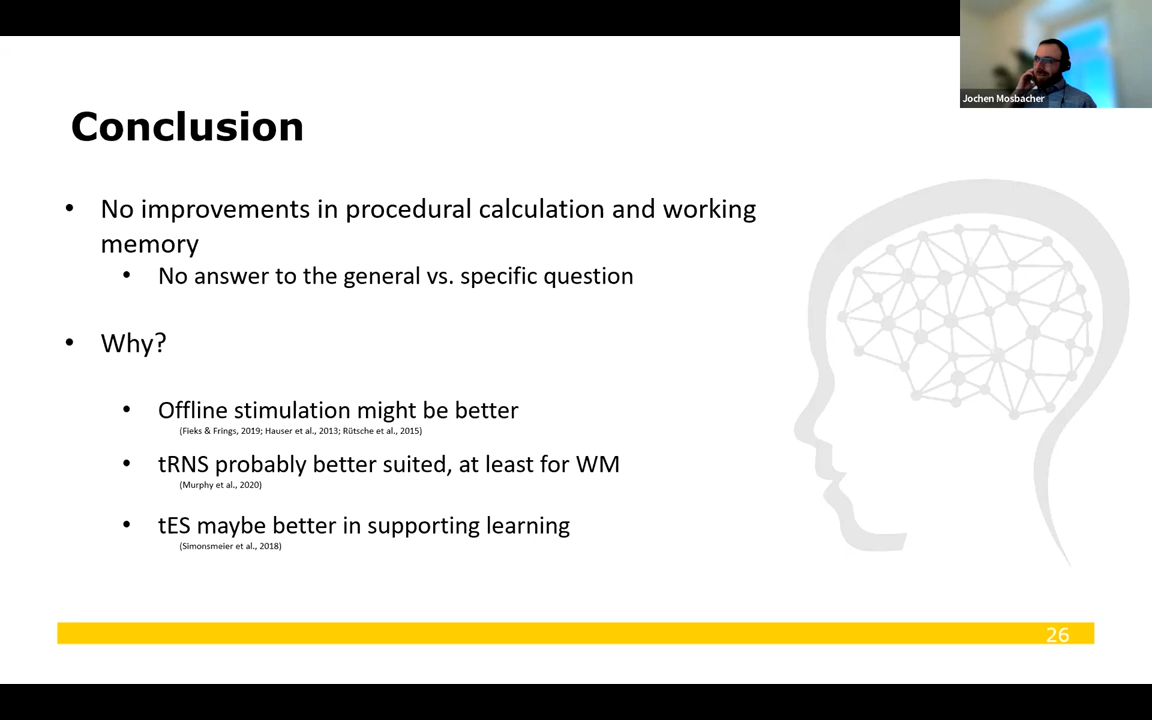 Jochen Mosbacher
Conclusion
• No improvements in procedural calculation and working
memory
• No answer to the general vs. specific question
• Why?
• Offline stimulation might be better
(Fieks & Frings, 2019; Hauser et al., 2013; Rütsche et al., 2015)
• tRNS probably better suited, at least for WM
(Murphy et al., 2020)
• tES maybe better in supporting learning
(Simonsmeier et al., 2018)
26